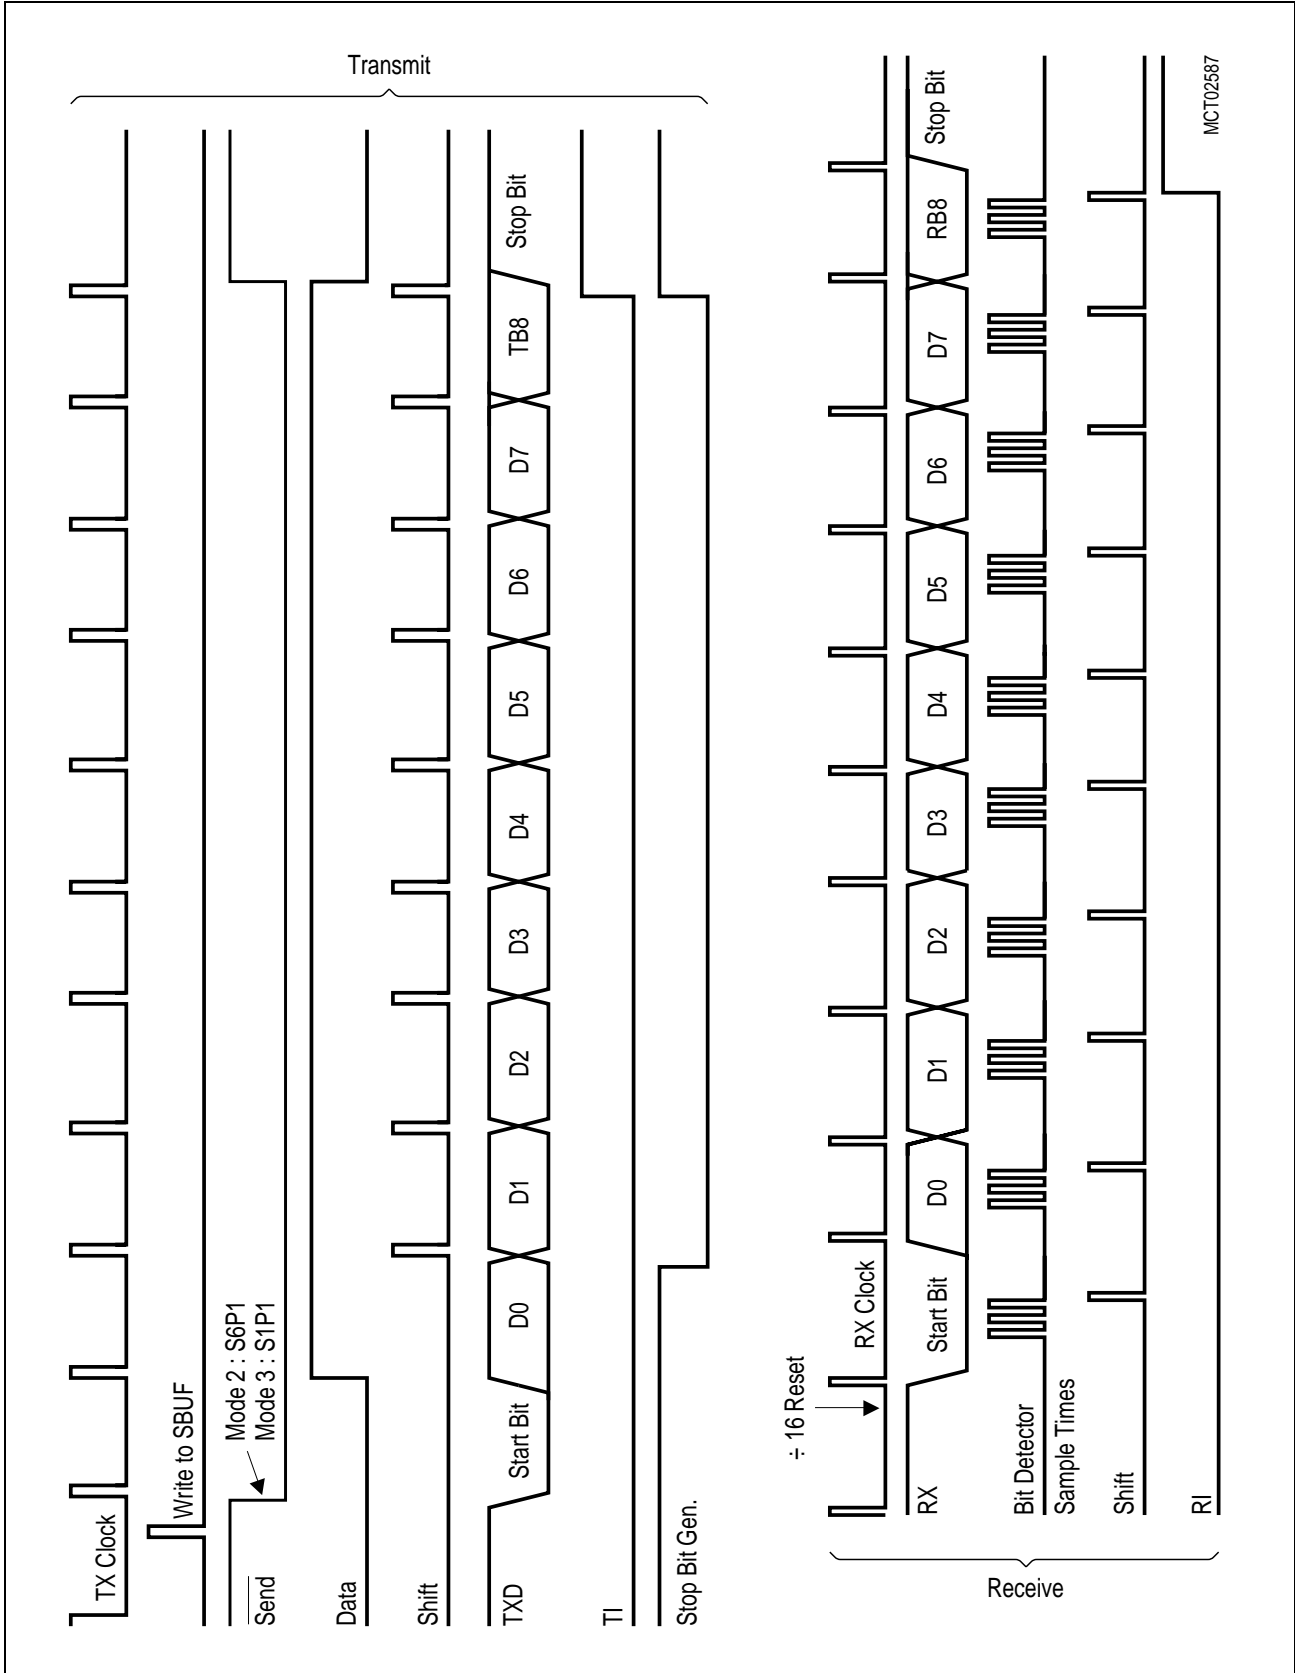 Transmit
TX Clock
Write to SBUF
Mode 2 : S6P1
Mode 3 : S1P1
Send
Data
Shift
TXD
Start Bit
D0
D1
D2
D3
D4
D5
D6
D7
TB8
Stop Bit
TI
Stop Bit Gen.
÷ 16 Reset
RX Clock
RX
Start Bit
D0
D1
D2
D3
D4
D5
D6
D7
RB8
Stop Bit
Bit Detector
Sample Times
Shift
RI
Receive
MCT02587